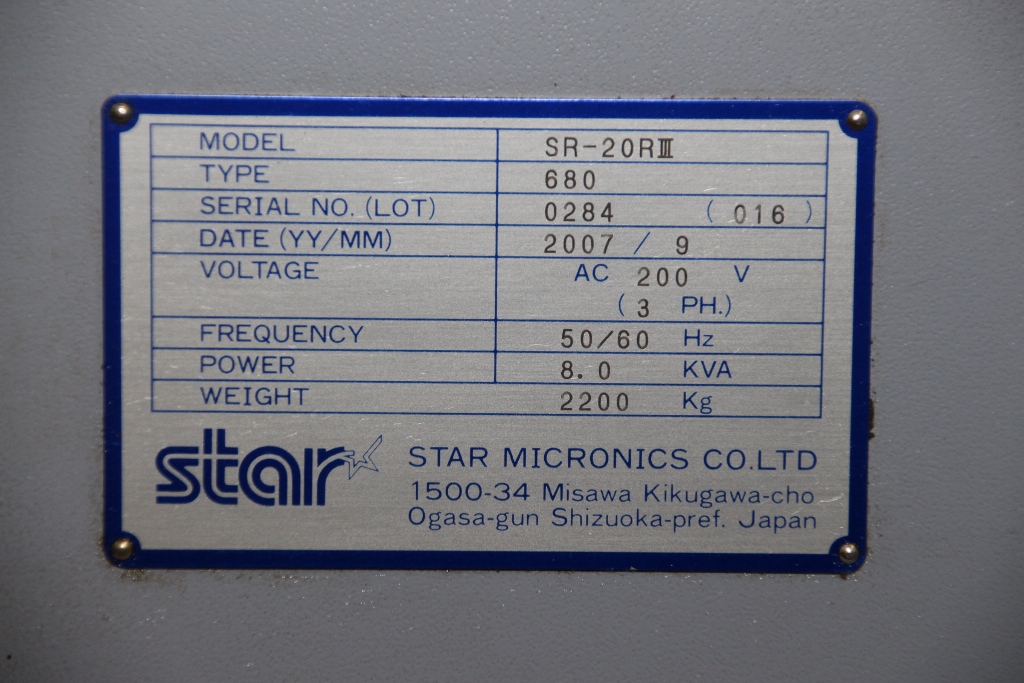 MODEL SR-20RⅢ
TYPE 680
SERIAL NO. (LOT) 0284 ( 016 )
DATE (YY/MM) 2007 / 9
VOLTAGE AC 200 V
( 3 PH.)
FREQUENCY 50/60 Hz
POWER 8.0 KVA
WEIGHT 2200 Kg
star STAR MICRONICS CO.LTD
1500-34 Misawa Kikugawa-cho
Ogasa-gun Shizuoka-pref. Japan